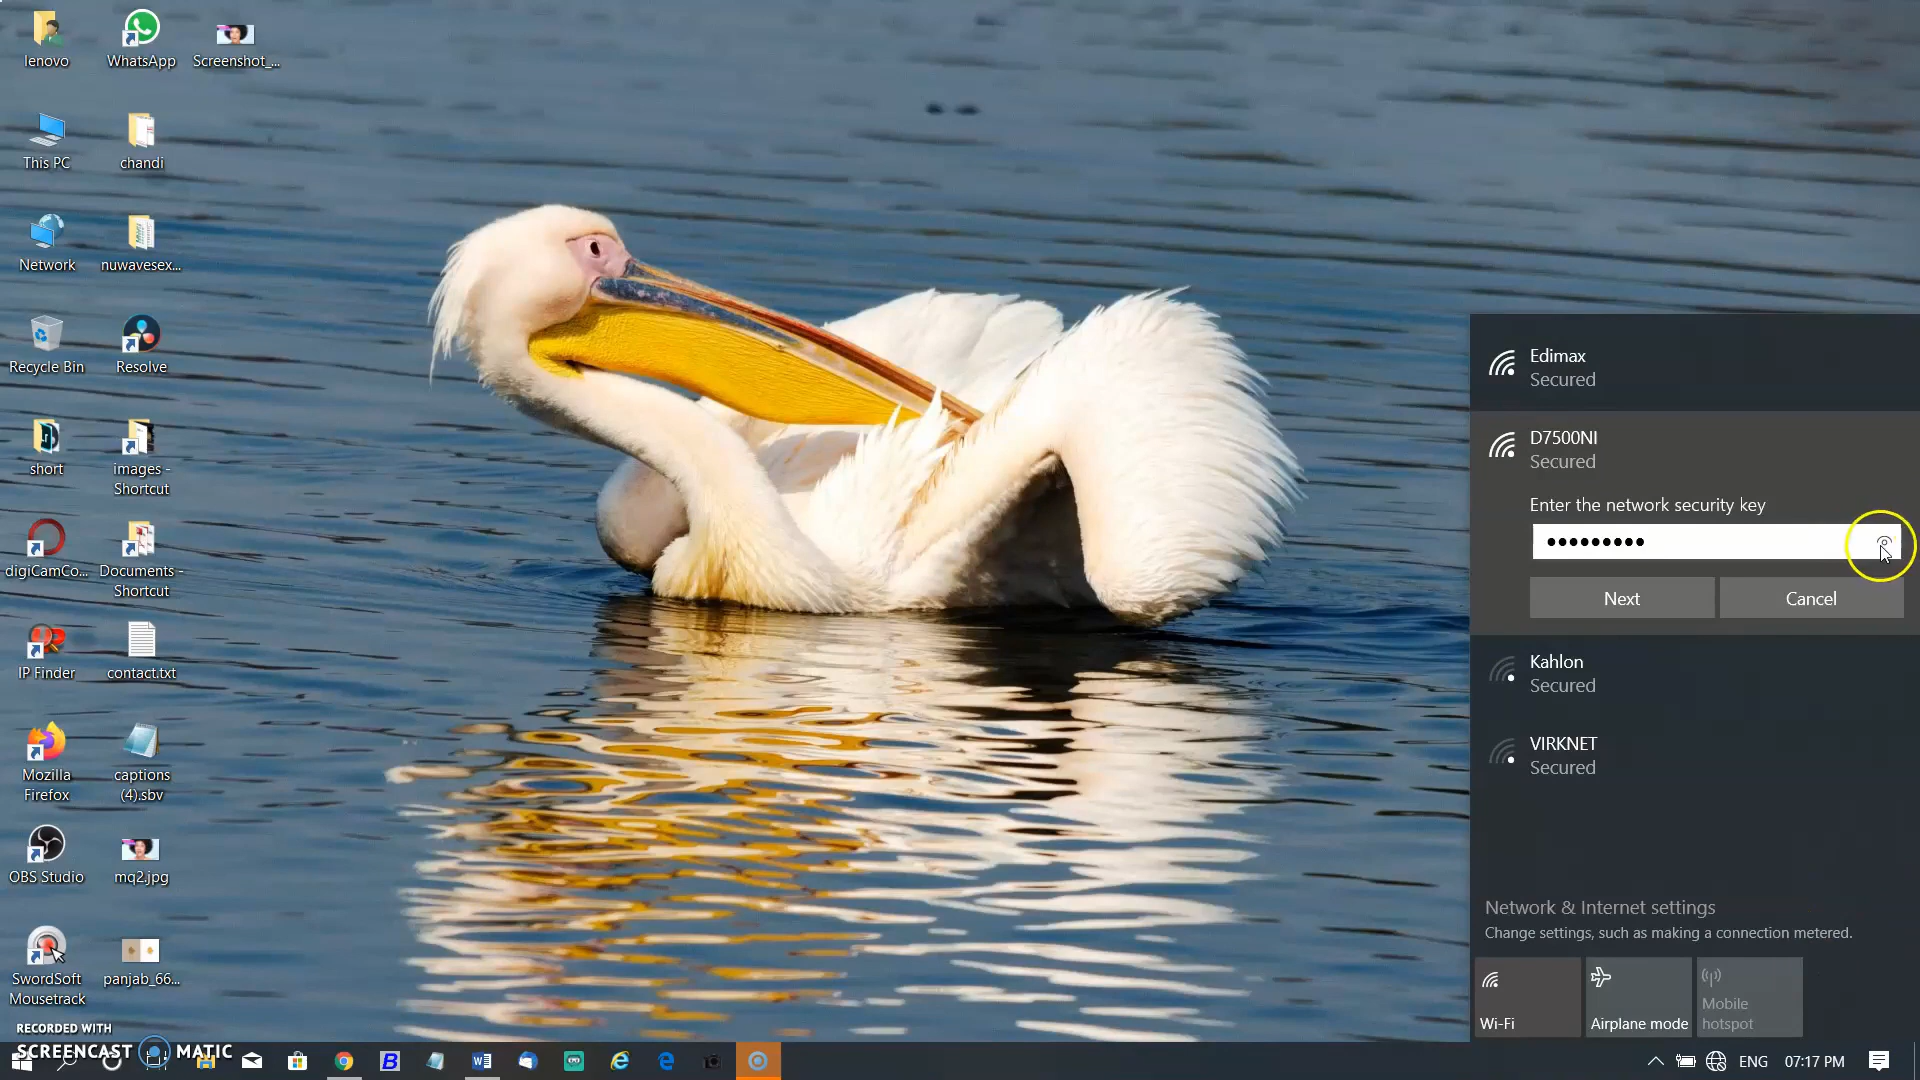 lenovo
WhatsApp
Screenshot_...
This PC
chandi
Network
nuwavesex...
Recycle Bin
Resolve
short
images -
Shortcut
digiCamCo...
Documents -
Shortcut
IP Finder
contact.txt
Mozilla
Firefox
captions
(4).sbv
OBS Studio
mq2.jpg
SwordSoft
Mousetrack
panjab_66...
RECORDED WITH
SCREENCAST MATIC
Edimax
Secured
D7500NI
Secured
Enter the network security key
●●●●●●●●●
Next
Cancel
Kahlon
Secured
VIRKNET
Secured
Network & Internet settings
Change settings, such as making a connection metered.
Wi-Fi
Airplane mode
Mobile
hotspot
ENG
07:17 PM